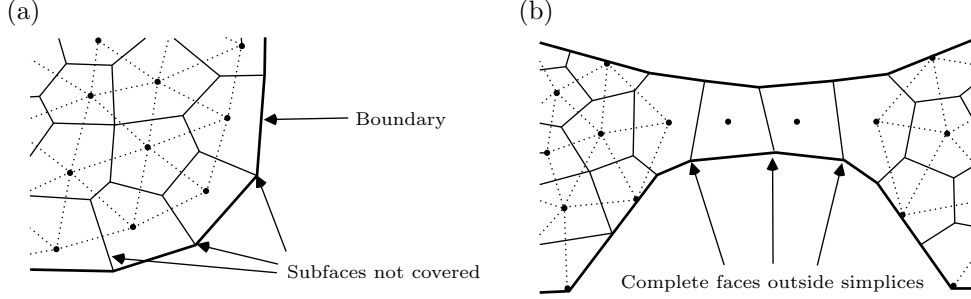 (a)
(b)
Boundary
Subfaces not covered
Complete faces outside simplices